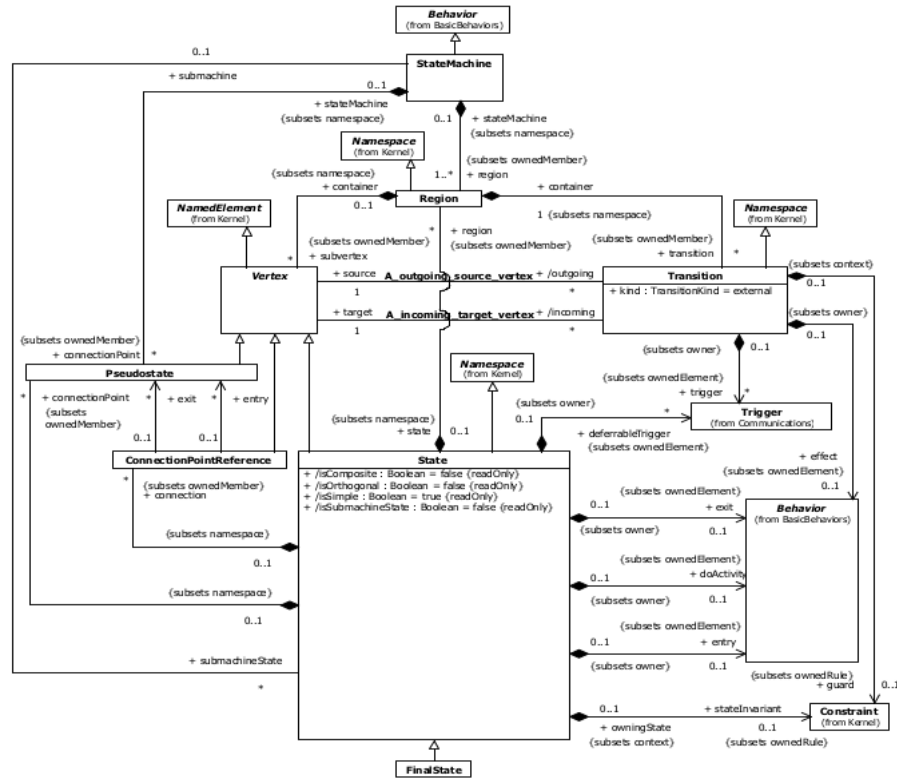 Behavior
(from BasicBehaviors)
0..1
StateMachine
+ submachine
0..1
+ stateMachine
{subsets namespace}
0..1
+ stateMachine
{subsets namespace}
Namespace
(from Kernel)
{subsets namespace}
+ container
0..1
{subsets ownedMember}
1..*
+ region
Region
+ container
1 {subsets namespace}
NamedElement
(from Kernel)
Namespace
(from Kernel)
*
+ region
{subsets ownedMember}
{subsets ownedMember}
+ subvertex
*
{subsets ownedMember}
+ transition
*
Vertex
+ source
A_outgoing_source_vertex
+ /outgoing
1
*
Transition
+ kind : TransitionKind = external
{subsets context}
0..1
+ target
A_incoming_target_vertex
+ /incoming
1
*
{subsets owner}
0..1
{subsets owner}
0..1
{subsets ownedMember}
+ connectionPoint
*
Pseudostate
Namespace
(from Kernel)
{subsets ownedElement}
+ trigger
*
*
+ connectionPoint
{subsets
ownedMember}
*
+ exit
*
+ entry
0..1
0..1
{subsets namespace}
+ state
0..1
{subsets owner}
0..1
*
+ deferrableTrigger
{subsets ownedElement}
Trigger
(from Communications)
+ effect
{subsets ownedElement}
0..1
ConnectionPointReference
*
{subsets ownedMember}
+ connection
{subsets namespace}
0..1
{subsets namespace}
0..1
State
+ /isComposite : Boolean = false {readOnly}
+ /isOrthogonal : Boolean = false {readOnly}
+ /isSimple : Boolean = true {readOnly}
+ /isSubmachineState : Boolean = false {readOnly}
{subsets ownedElement}
0..1
+ exit
{subsets owner}
0..1
Behavior
(from BasicBehaviors)
{subsets ownedElement}
0..1
+ doActivity
{subsets owner}
0..1
{subsets ownedElement}
0..1
+ entry
{subsets owner}
0..1
+ submachineState
*
{subsets ownedRule}
+ guard
0..1
0..1
+ stateInvariant
+ owningState
{subsets context}
0..1
{subsets ownedRule}
Constraint
(from Kernel)
FinalState